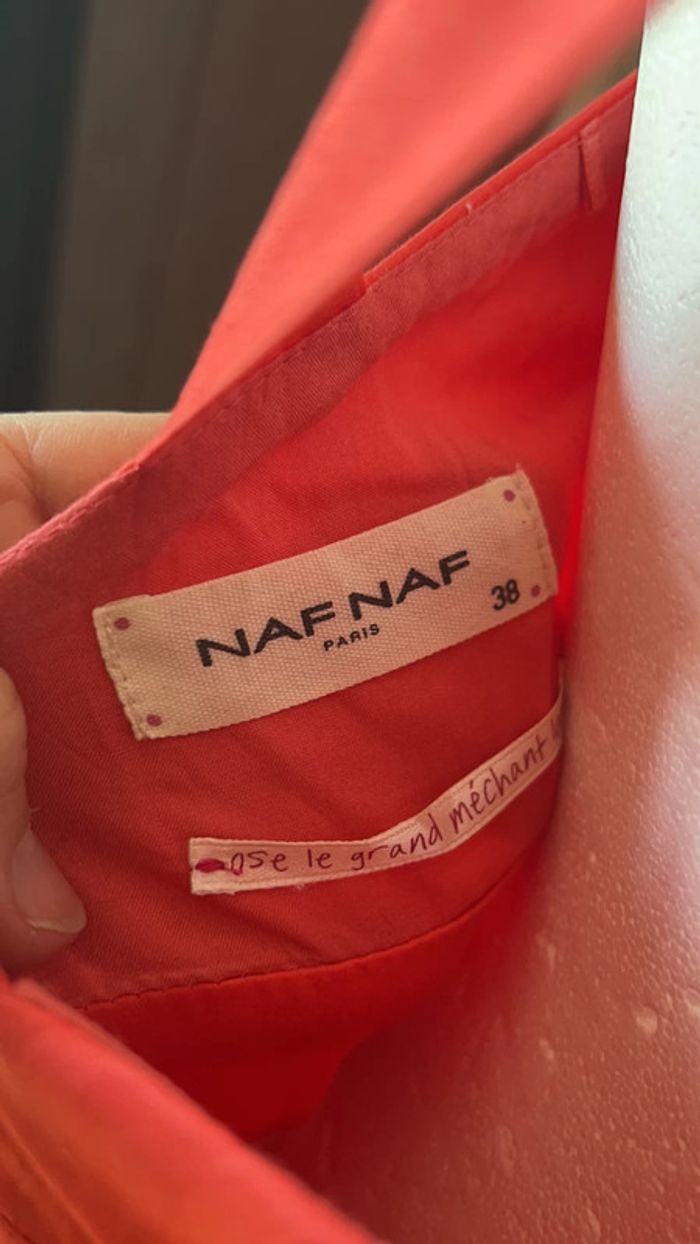 NAF NAF
PARIS
38
ose le grand méchant